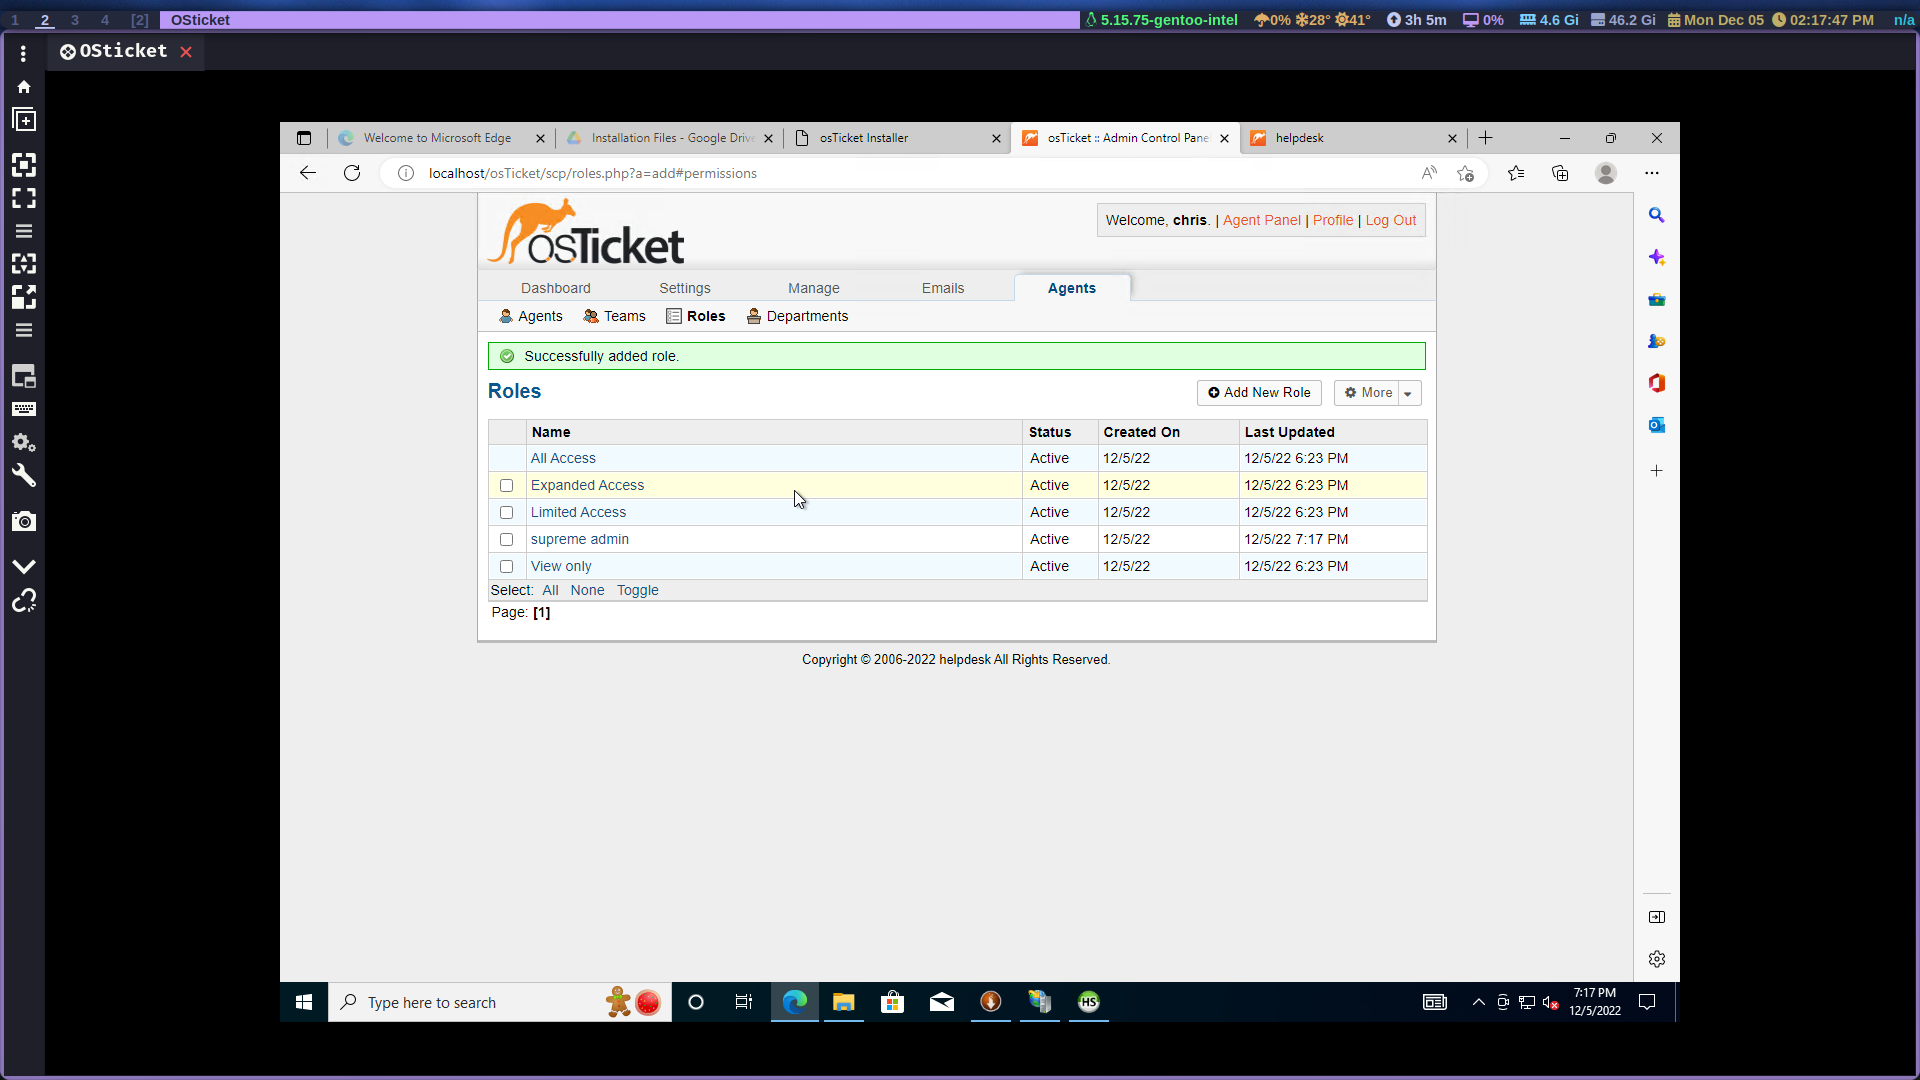 1 2 3 4 [2] OSticket 5.15.75-gentoo-intel 0% 28° 41° 3h 5m 0% 4.6 Gi 46.2 Gi Mon Dec 05 02:17:47 PM n/a
OSticket
Welcome to Microsoft Edge Installation Files - Google Drive osTicket Installer osTicket :: Admin Control Pane helpdesk
localhost/osTicket/scp/roles.php?a=add#permissions
osTicket
Welcome, chris. | Agent Panel | Profile | Log Out
Dashboard Settings Manage Emails Agents
Agents Teams Roles Departments
Successfully added role.
Roles
Add New Role More
Name Status Created On Last Updated
All Access Active 12/5/22 12/5/22 6:23 PM
Expanded Access Active 12/5/22 12/5/22 6:23 PM
Limited Access Active 12/5/22 12/5/22 6:23 PM
supreme admin Active 12/5/22 12/5/22 7:17 PM
View only Active 12/5/22 12/5/22 6:23 PM
Select: All None Toggle
Page: [1]
Copyright © 2006-2022 helpdesk All Rights Reserved.
Type here to search
HS
7:17 PM
12/5/2022